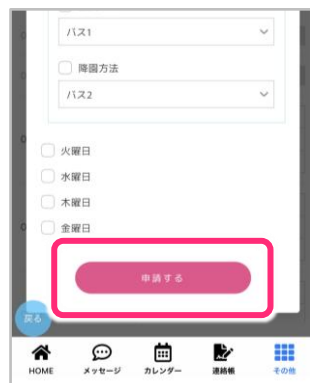 バス1
降園方法
バス2
火曜日
水曜日
木曜日
金曜日
申請する
戻る
HOME
メッセージ
カレンダー
連絡帳
その他